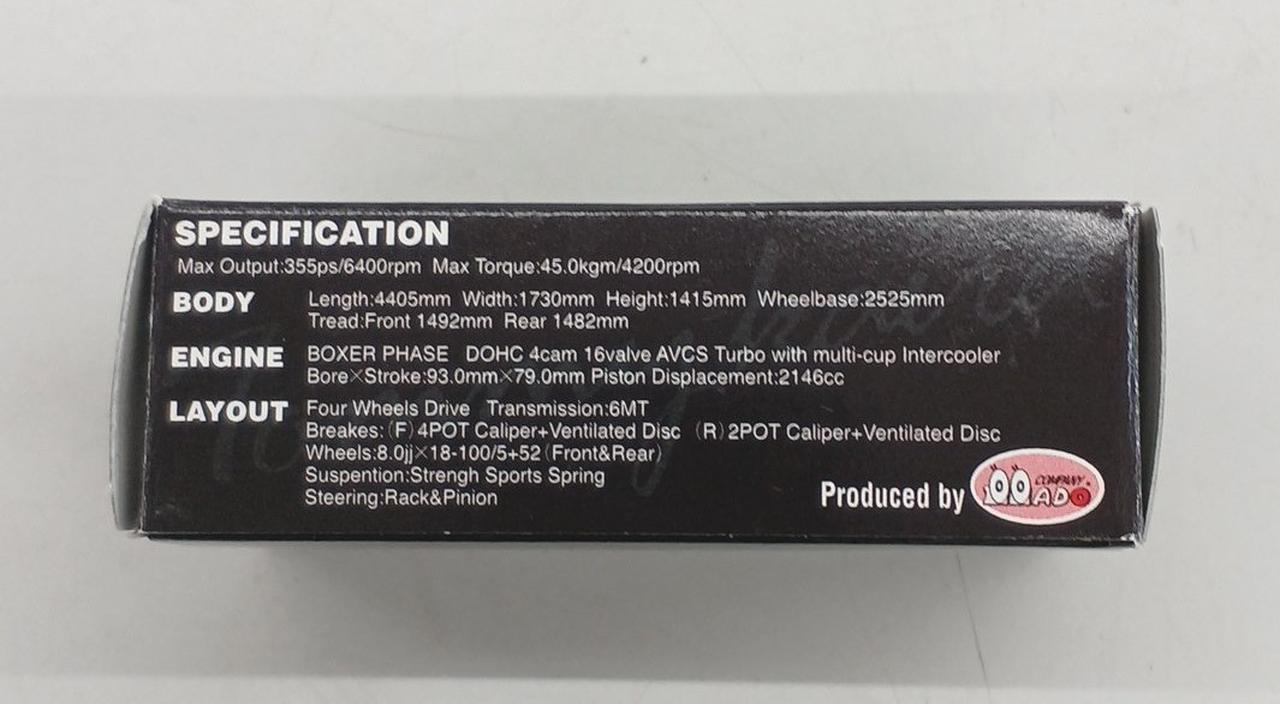 SPECIFICATION
Max Output:355ps/6400rpm Max Torque:45.0kgm/4200rpm
BODY Length:4405mm Width:1730mm Height:1415mm Wheelbase:2525mm
Tread:Front 1492mm Rear 1482mm
ENGINE BOXER PHASE DOHC 4cam 16valve AVCS Turbo with multi-cup Intercooler
Bore×Stroke:93.0mm×79.0mm Piston Displacement:2146cc
LAYOUT Four Wheels Drive Transmission:6MT
Breakes:(F)4POT Caliper+Ventilated Disc (R)2POT Caliper+Ventilated Disc
Wheels:8.0jj×18-100/5+52(Front&Rear)
Suspention:Strengh Sports Spring
Steering:Rack&Pinion
Produced by
COMPANY